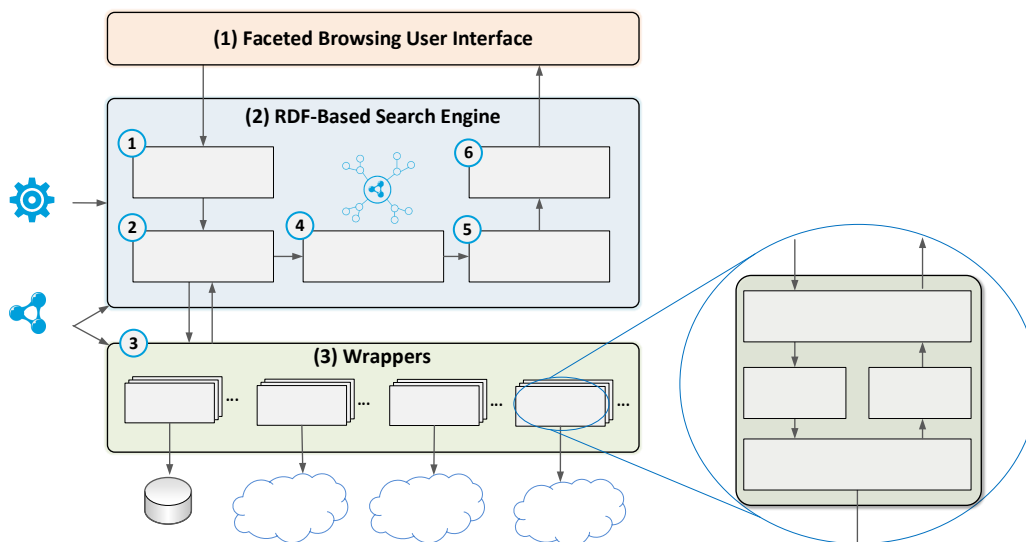 (1) Faceted Browsing User Interface
(2) RDF-Based Search Engine
1
6
2
4
5
3
(3) Wrappers
... ... ... ...